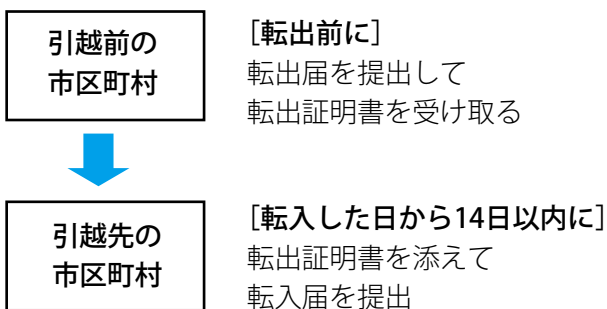 引越前の
市区町村
［転出前に］
転出届を提出して
転出証明書を受け取る
引越先の
市区町村
［転入した日から14日以内に］
転出証明書を添えて
転入届を提出